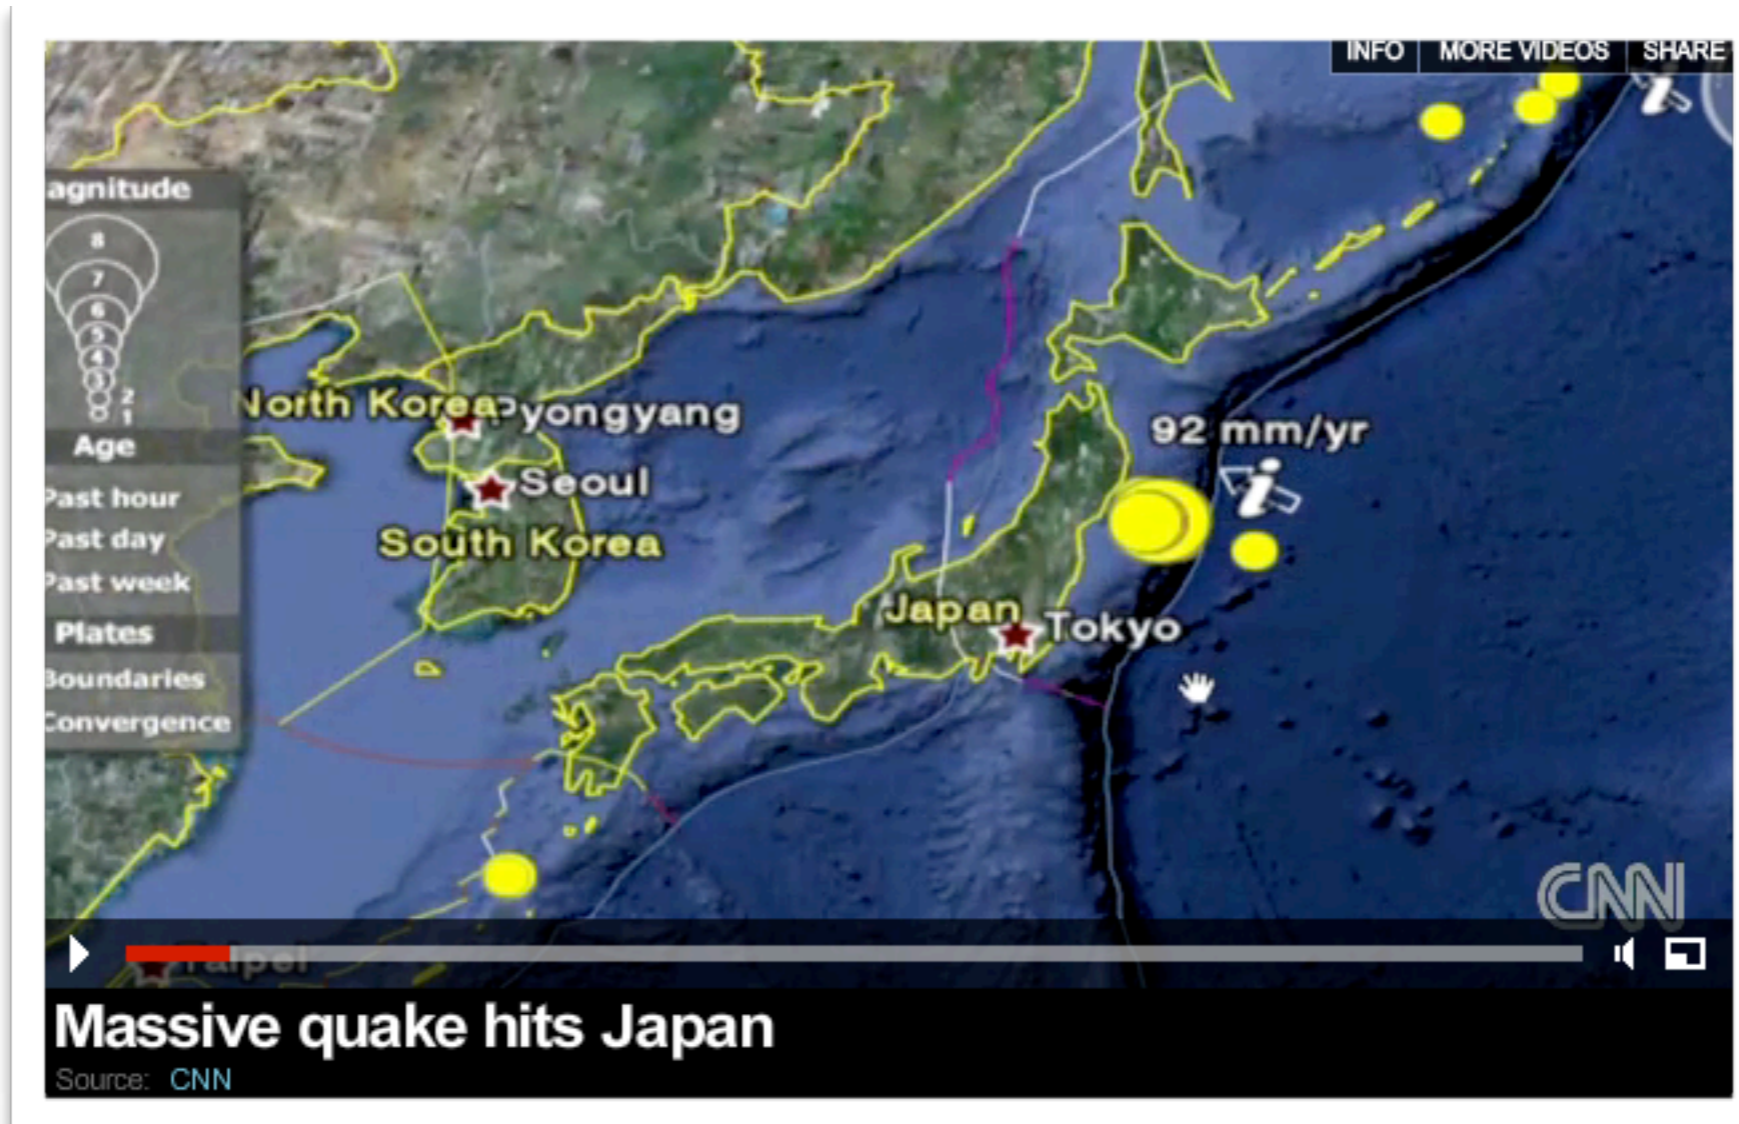 INFO MORE VIDEOS SHARE
agnitude
8
7
6
5
4
3
2
1
Age
Past hour
Past day
Past week
Plates
Boundaries
Convergence
North Korea
Pyongyang
Seoul
South Korea
92 mm/yr
Japan
Tokyo
CNN
Taipei
Massive quake hits Japan
Source: CNN